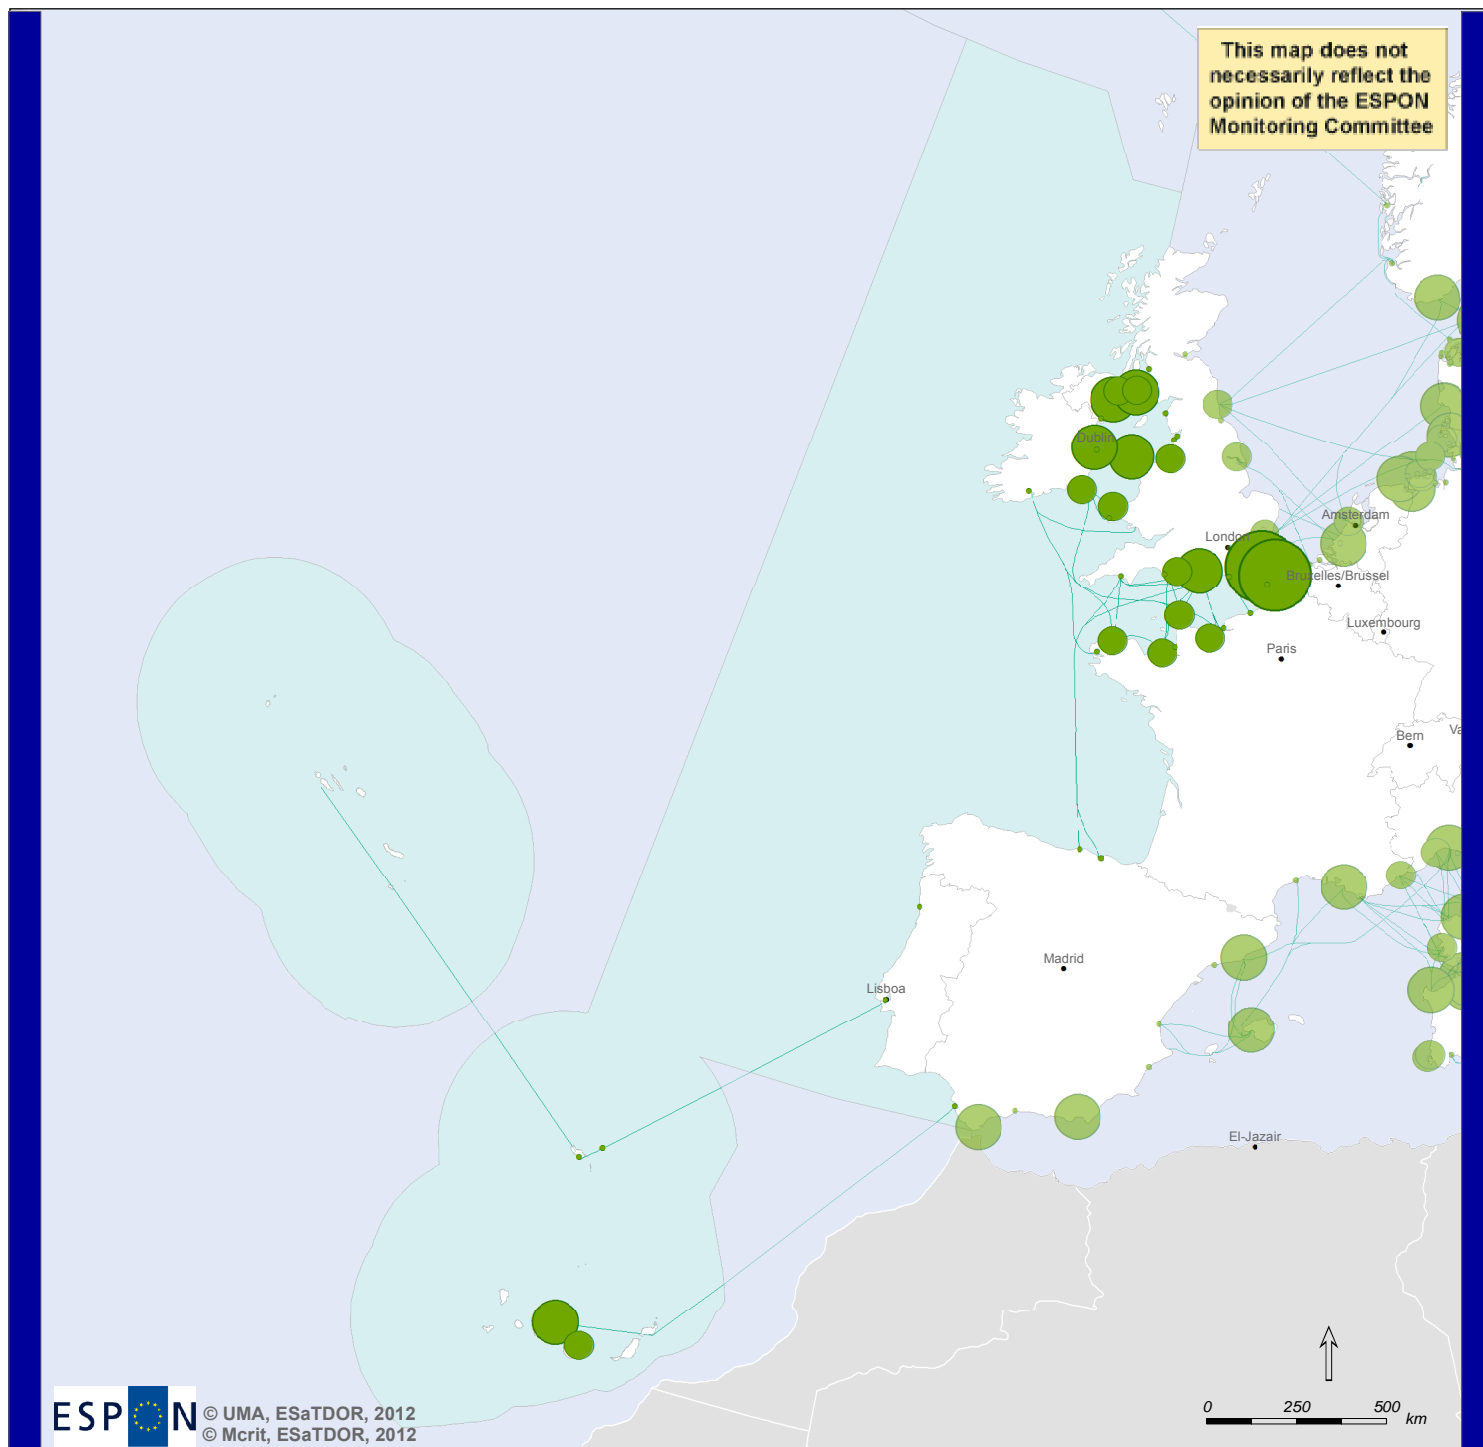 This map does not
necessarily reflect the
opinion of the ESPON
Monitoring Committee
Dublin
Amsterdam
London
Bruxelles/Brussel
Luxembourg
Paris
Bern
Va
Madrid
Lisboa
El-Jazair
0 250 500 km
ESPON
© UMA, ESaTDOR, 2012
© Mcrit, ESaTDOR, 2012